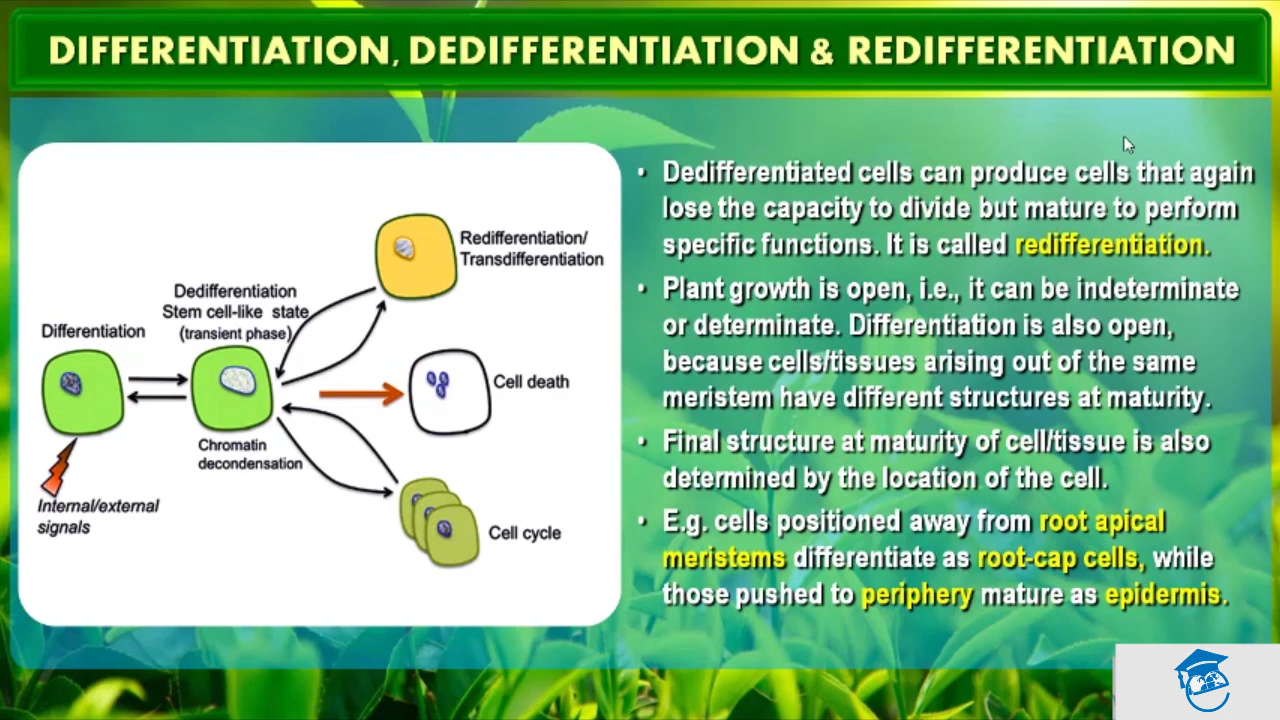 DIFFERENTIATION, DEDIFFERENTIATION & REDIFFERENTIATION
Redifferentiation/
Transdifferentiation
Dedifferentiation
Stem cell-like state
(transient phase)
Differentiation
Cell death
Chromatin
decondensation
Internal/external
signals
Cell cycle
• Dedifferentiated cells can produce cells that again
lose the capacity to divide but mature to perform
specific functions. It is called redifferentiation.
• Plant growth is open, i.e., it can be indeterminate
or determinate. Differentiation is also open,
because cells/tissues arising out of the same
meristem have different structures at maturity.
• Final structure at maturity of cell/tissue is also
determined by the location of the cell.
• E.g. cells positioned away from root apical
meristems differentiate as root-cap cells, while
those pushed to periphery mature as epidermis.